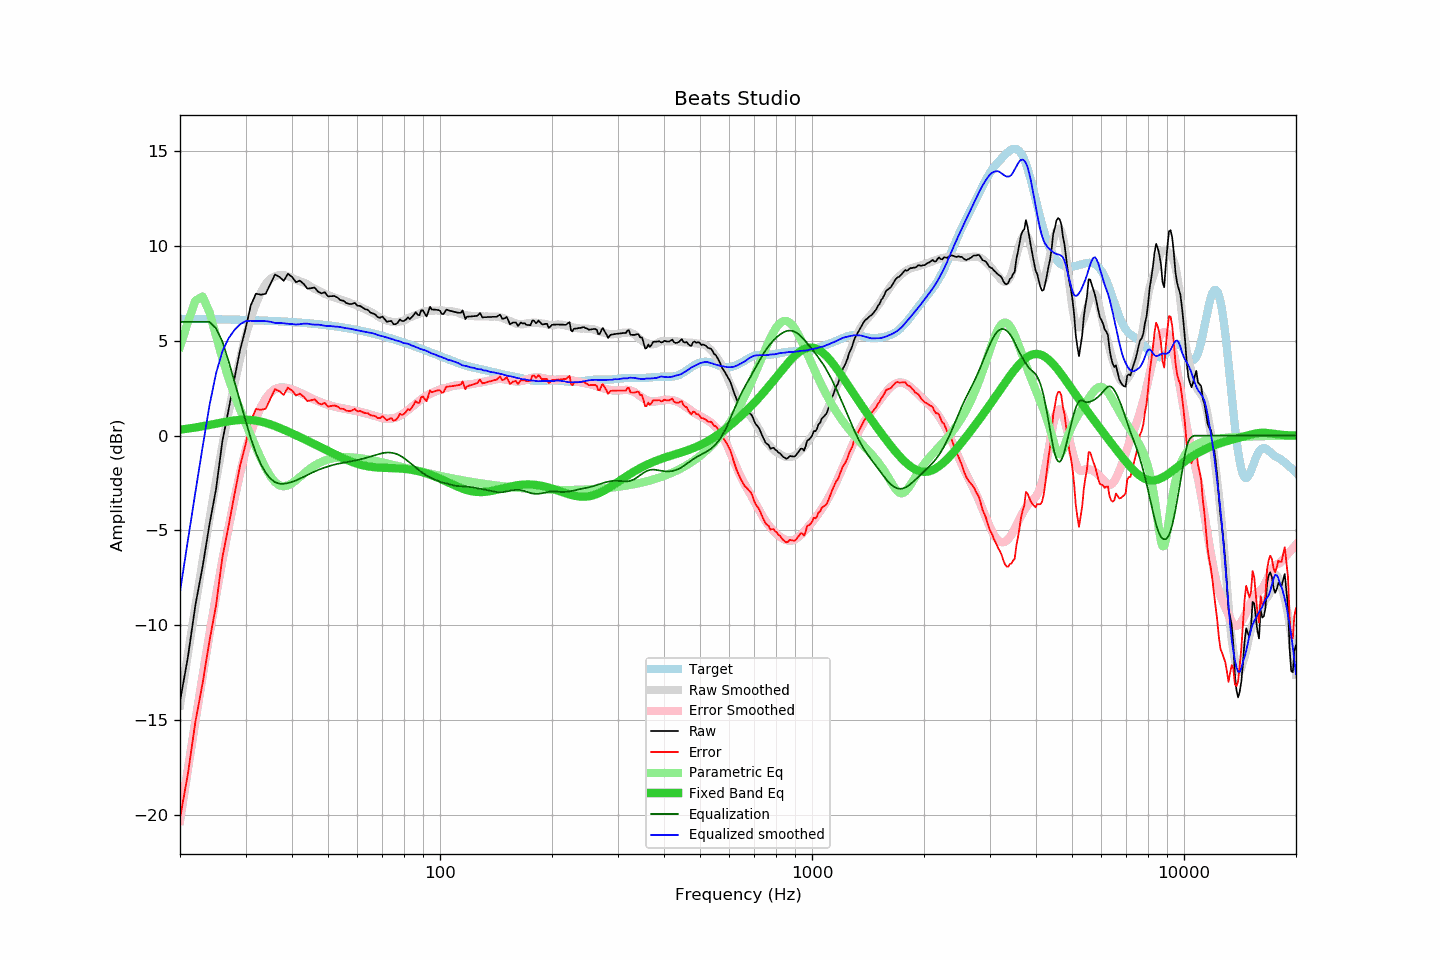 Beats Studio
Amplitude (dBr)
15
10
5
0
−5
−10
−15
−20
Target
Raw Smoothed
Error Smoothed
Raw
Error
Parametric Eq
Fixed Band Eq
Equalization
Equalized smoothed
100 1000 10000
Frequency (Hz)